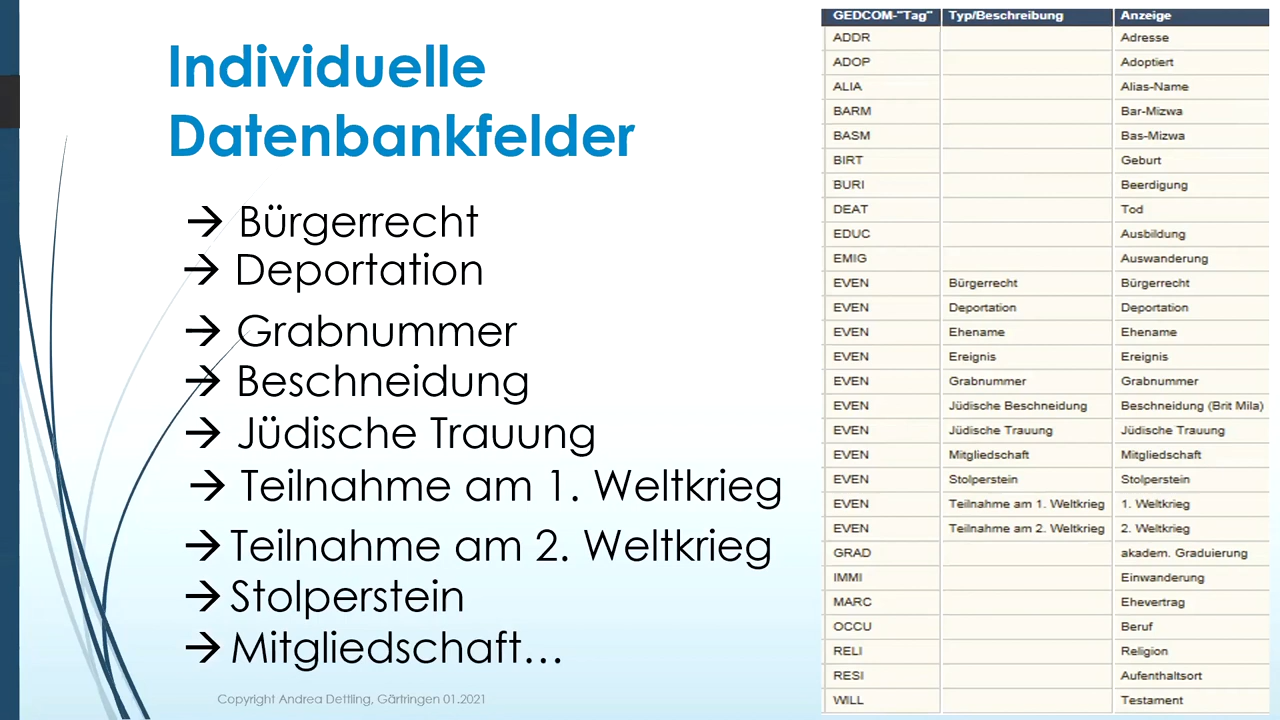 Individuelle
Datenbankfelder
→ Bürgerrecht
→ Deportation
→ Grabnummer
→ Beschneidung
→ Jüdische Trauung
→ Teilnahme am 1. Weltkrieg
→ Teilnahme am 2. Weltkrieg
→ Stolperstein
→ Mitgliedschaft…
Copyright Andrea Dettling, Gärtringen 01.2021
GEDCOM-"Tag" Typ/Beschreibung Anzeige
ADDR Adresse
ADOP Adoptiert
ALIA Alias-Name
BARM Bar-Mizwa
BASM Bas-Mizwa
BIRT Geburt
BURI Beerdigung
DEAT Tod
EDUC Ausbildung
EMIG Auswanderung
EVEN Bürgerrecht Bürgerrecht
EVEN Deportation Deportation
EVEN Ehename Ehename
EVEN Ereignis Ereignis
EVEN Grabnummer Grabnummer
EVEN Jüdische Beschneidung Beschneidung (Brit Mila)
EVEN Jüdische Trauung Jüdische Trauung
EVEN Mitgliedschaft Mitgliedschaft
EVEN Stolperstein Stolperstein
EVEN Teilnahme am 1. Weltkrieg 1. Weltkrieg
EVEN Teilnahme am 2. Weltkrieg 2. Weltkrieg
GRAD akadem. Graduierung
IMMI Einwanderung
MARC Ehevertrag
OCCU Beruf
RELI Religion
RESI Aufenthaltsort
WILL Testament